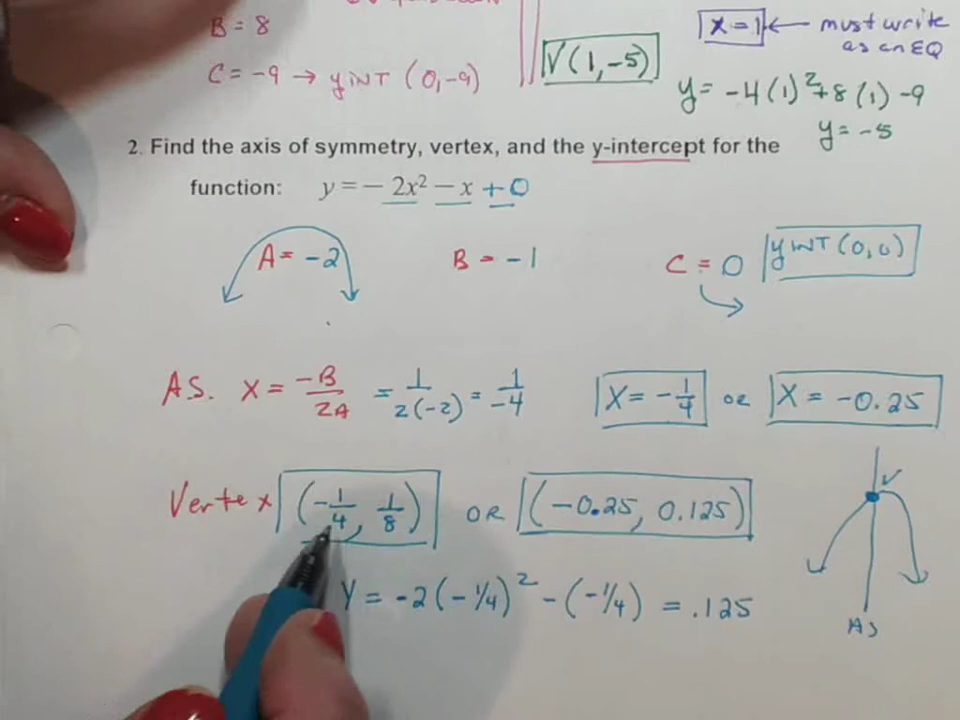 B = 8
C = -9 → y INT (0,-9)
V(1,-5)
X = 1 ← must write as an EQ
y = -4(1)²+8(1)-9
y = -5
2. Find the axis of symmetry, vertex, and the y-intercept for the
function: y = − 2x² − x + 0
A = -2
B = -1
C = 0
y INT (0,0)
A.S. X = -B/2A = 1/2(-2) = 1/-4
X = -1/4 or X = -0.25
Vertex (-1/4, 1/8) OR (-0.25, 0.125)
V
Y = -2(-1/4)² - (-1/4) = .125
AS